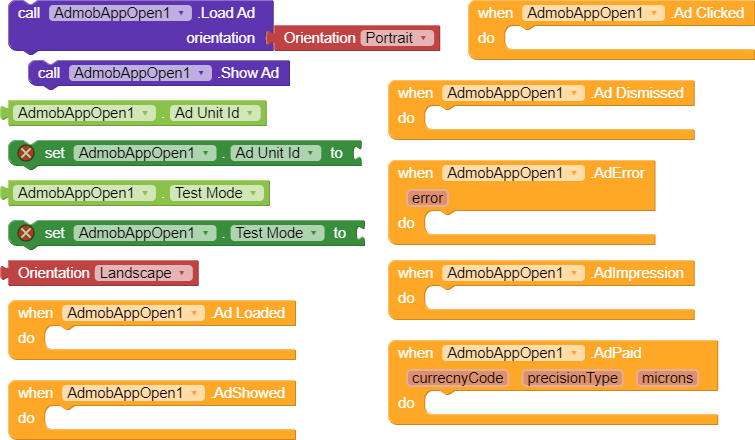 call AdmobAppOpen1 .Load Ad
orientation Orientation Portrait
call AdmobAppOpen1 .Show Ad
AdmobAppOpen1 . Ad Unit Id
set AdmobAppOpen1 . Ad Unit Id to
AdmobAppOpen1 . Test Mode
set AdmobAppOpen1 . Test Mode to
Orientation Landscape
when AdmobAppOpen1 .Ad Loaded
do
when AdmobAppOpen1 .AdShowed
do
when AdmobAppOpen1 .Ad Clicked
do
when AdmobAppOpen1 .Ad Dismissed
do
when AdmobAppOpen1 .AdError
error
do
when AdmobAppOpen1 .AdImpression
do
when AdmobAppOpen1 .AdPaid
currecnyCode precisionType microns
do